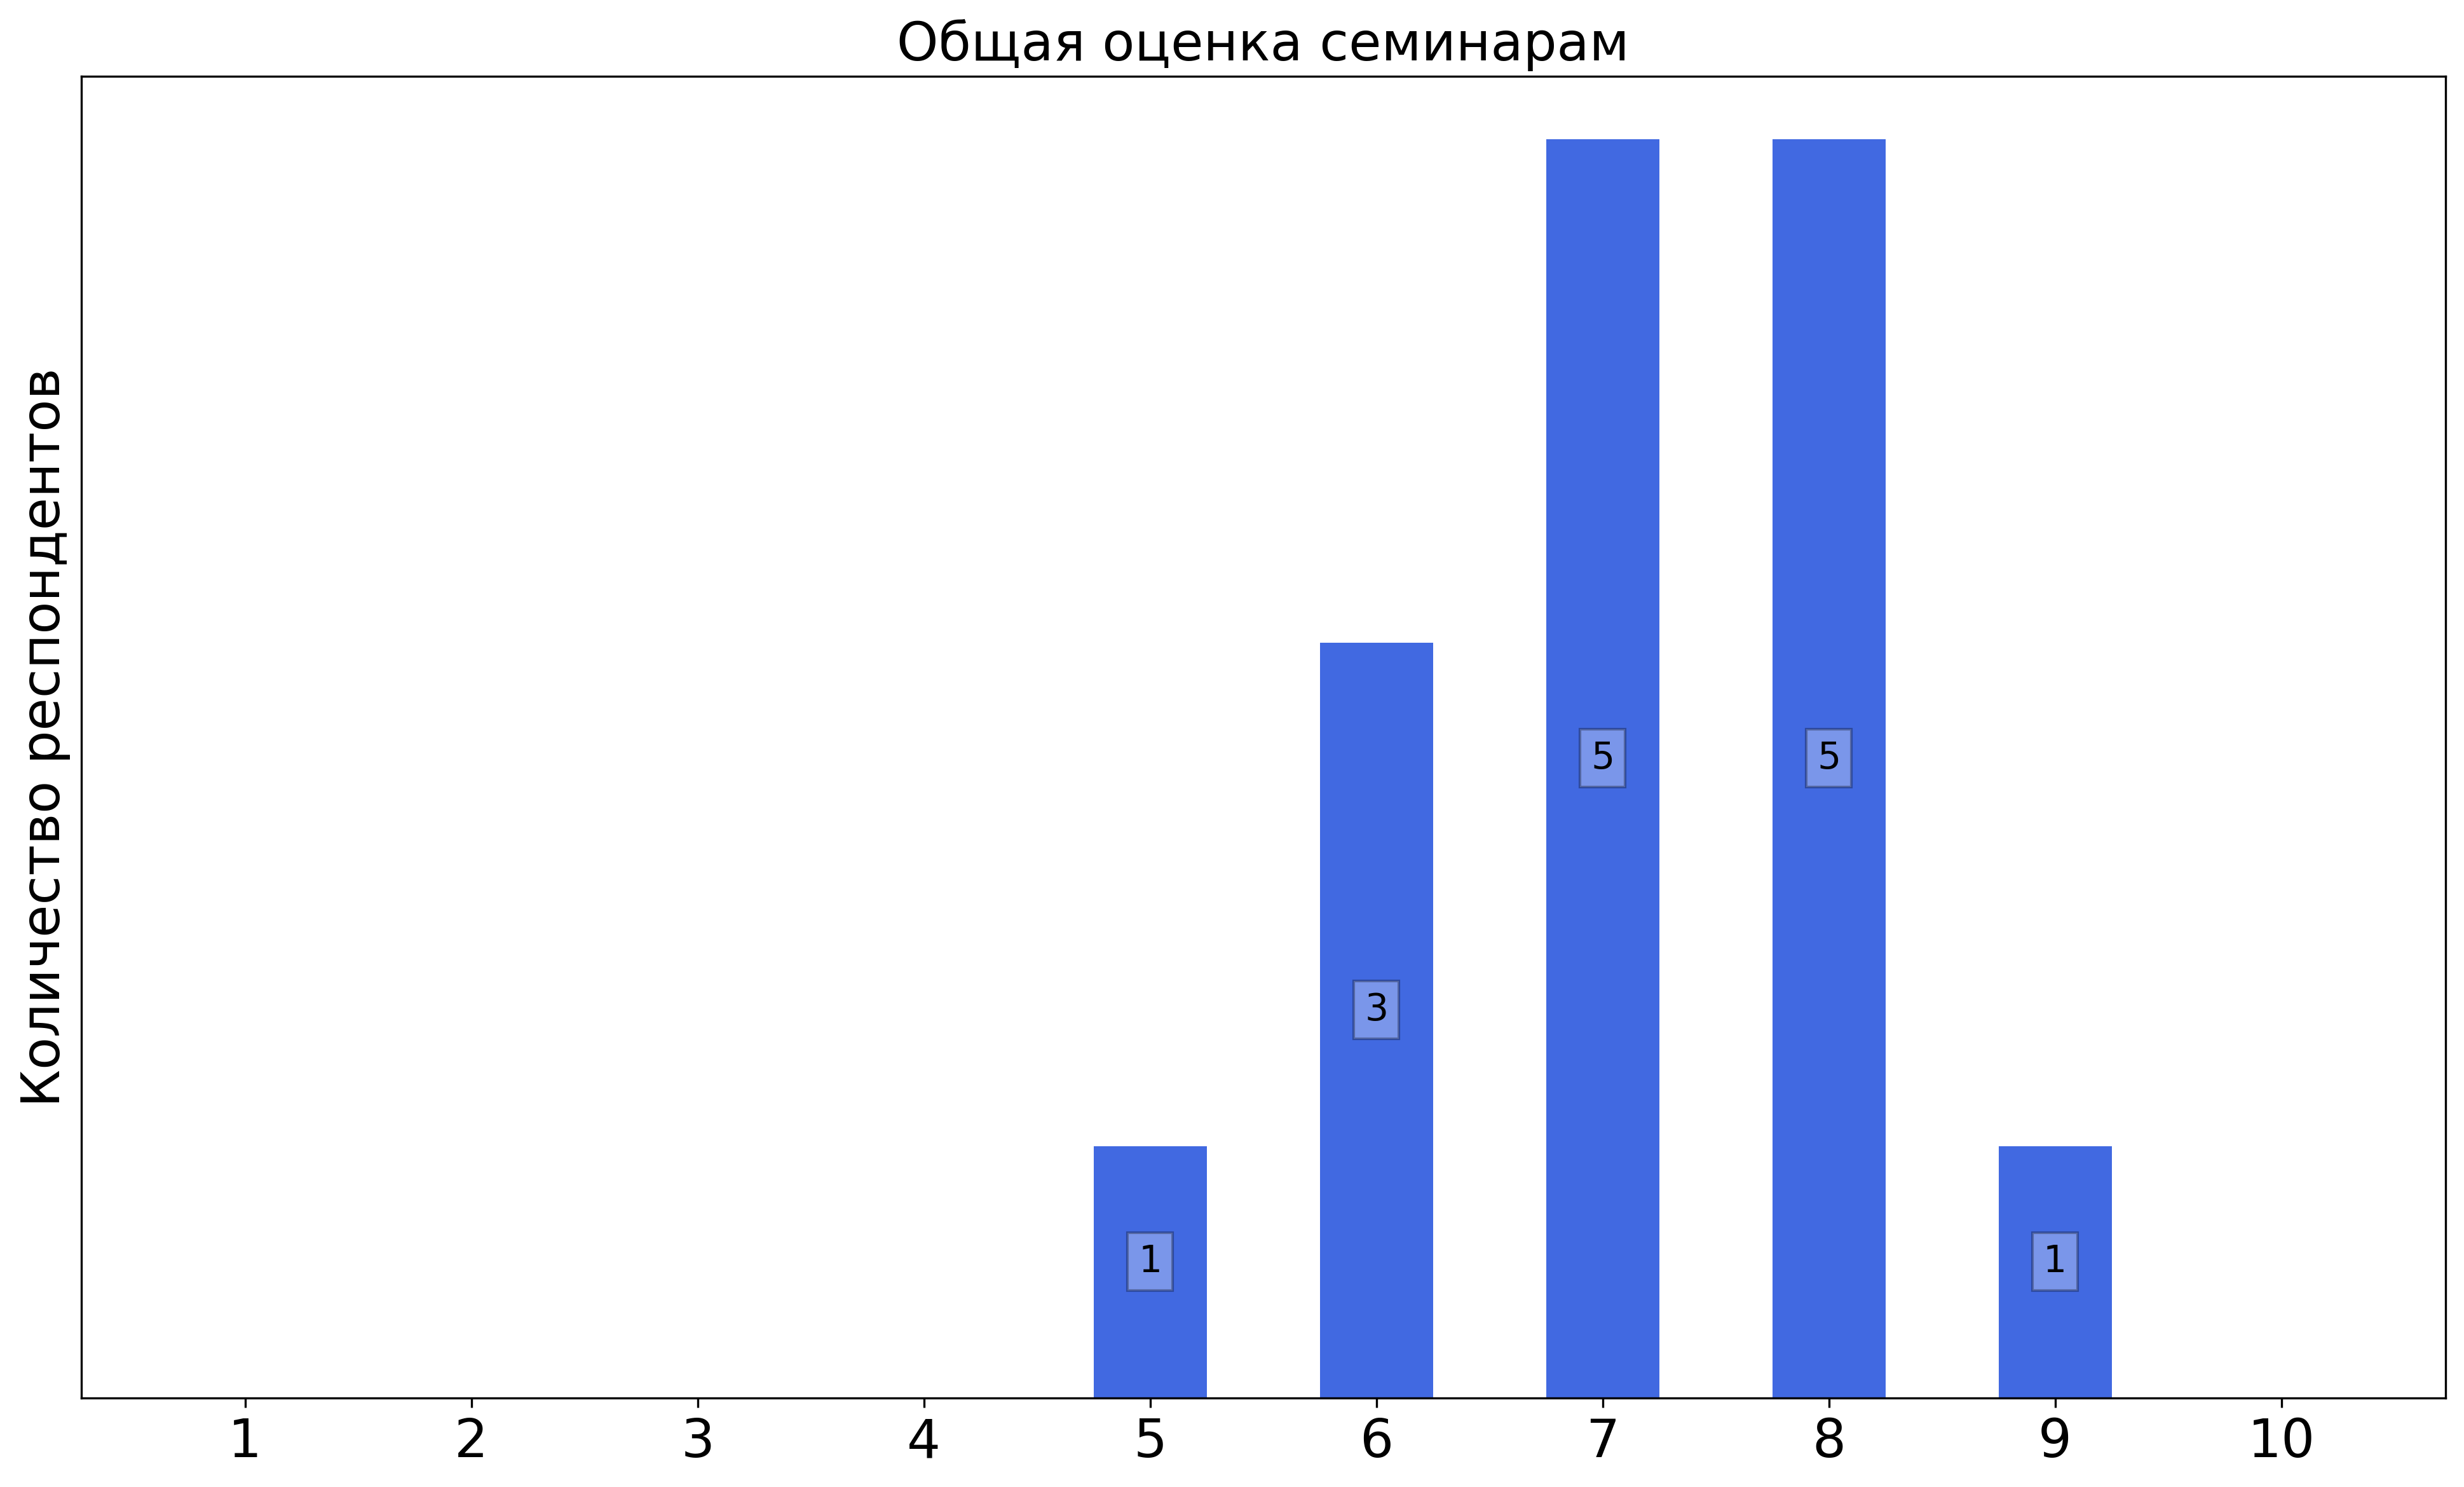 Общая оценка семинарам
Количество респондентов
5 5
3
1 1
1 2 3 4 5 6 7 8 9 10